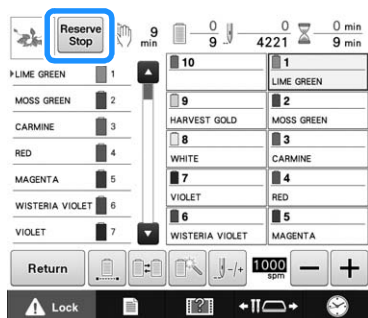 Reserve Stop
9 min
0
9
0
4221
0 min
9 min
LIME GREEN 1
MOSS GREEN 2
CARMINE 3
RED 4
MAGENTA 5
WISTERIA VIOLET 6
VIOLET 7
10
1
LIME GREEN
9
HARVEST GOLD
2
MOSS GREEN
8
WHITE
3
CARMINE
7
VIOLET
4
RED
6
WISTERIA VIOLET
5
MAGENTA
Return
-/+
1000
spm
−
+
Lock